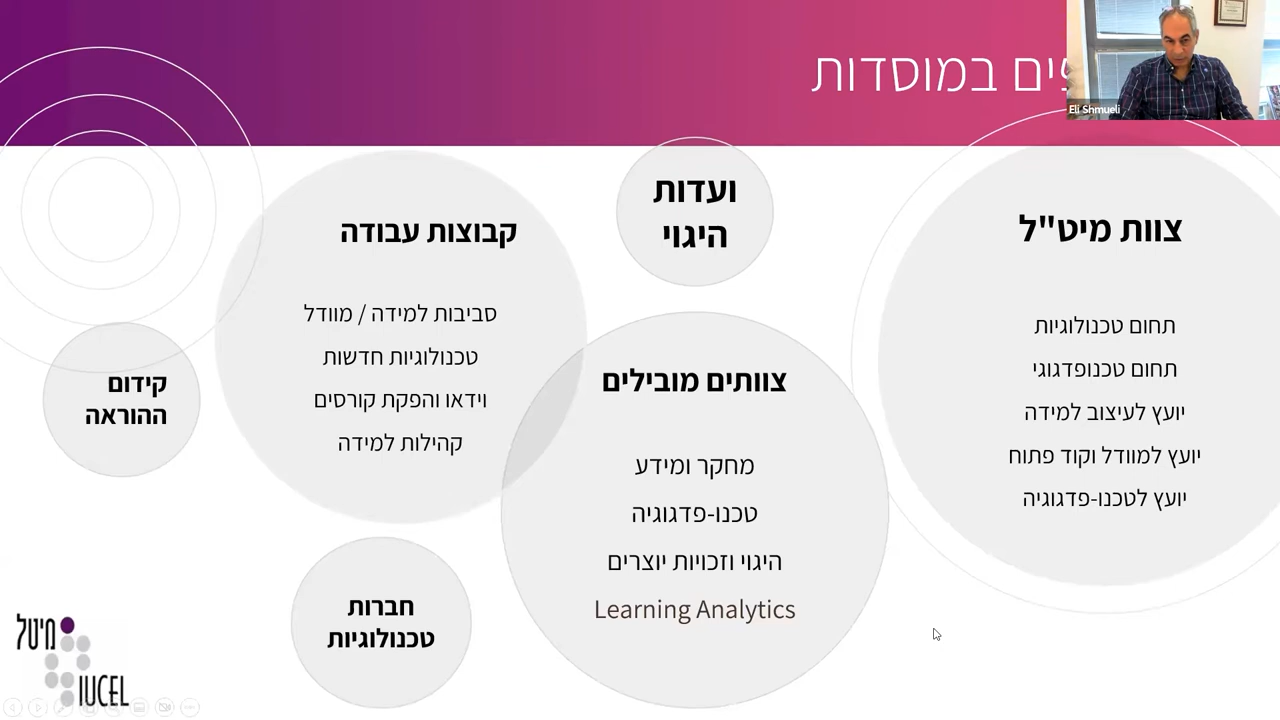 במוסדות
Eli Shmueli
צוות מיט"ל
תחום טכנולוגיות
תחום טכנופדגוגי
יועץ לעיצוב למידה
יועץ למוודל וקוד פתוח
יועץ לטכנו-פדגוגיה
ועדות
היגוי
צוותים מובילים
מחקר ומידע
טכנו-פדגוגיה
היגוי וזכויות יוצרים
Learning Analytics
קבוצות עבודה
סביבות למידה / מוודל
טכנולוגיות חדשות
וידאו והפקת קורסים
קהילות למידה
קידום
ההוראה
חברות
טכנולוגיות
מיטל
IUCEL